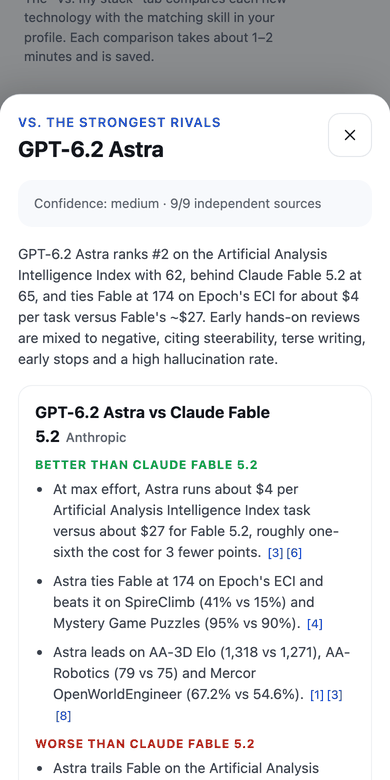 The "vs. my stack" tab compares each new
technology with the matching skill in your
profile. Each comparison takes about 1–2
minutes and is saved.
VS. THE STRONGEST RIVALS
GPT-6.2 Astra
Confidence: medium · 9/9 independent sources
GPT-6.2 Astra ranks #2 on the Artificial Analysis
Intelligence Index with 62, behind Claude Fable 5.2 at
65, and ties Fable at 174 on Epoch's ECI for about $4
per task versus Fable's ~$27. Early hands-on reviews
are mixed to negative, citing steerability, terse writing,
early stops and a high hallucination rate.
GPT-6.2 Astra vs Claude Fable
5.2 Anthropic
BETTER THAN CLAUDE FABLE 5.2
• At max effort, Astra runs about $4 per
Artificial Analysis Intelligence Index task
versus about $27 for Fable 5.2, roughly one-
sixth the cost for 3 fewer points. [3] [6]
• Astra ties Fable at 174 on Epoch's ECI and
beats it on SpireClimb (41% vs 15%) and
Mystery Game Puzzles (95% vs 90%). [4]
• Astra leads on AA-3D Elo (1,318 vs 1,271), AA-
Robotics (79 vs 75) and Mercor
OpenWorldEngineer (67.2% vs 54.6%). [1] [3]
[8]
WORSE THAN CLAUDE FABLE 5.2
• Astra trails Fable on the Artificial Analysis